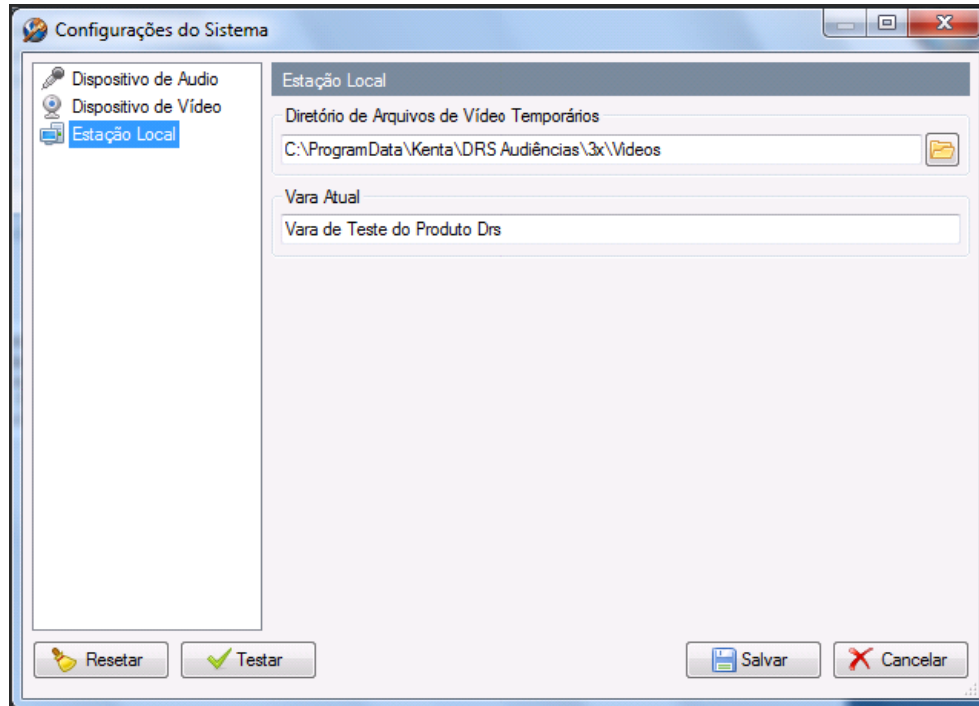 Configurações do Sistema
Dispositivo de Audio
Dispositivo de Vídeo
Estação Local
Estação Local
Diretório de Arquivos de Vídeo Temporários
C:\ProgramData\Kenta\DRS Audiências\3x\Videos
Vara Atual
Vara de Teste do Produto Drs
Resetar
Testar
Salvar
Cancelar